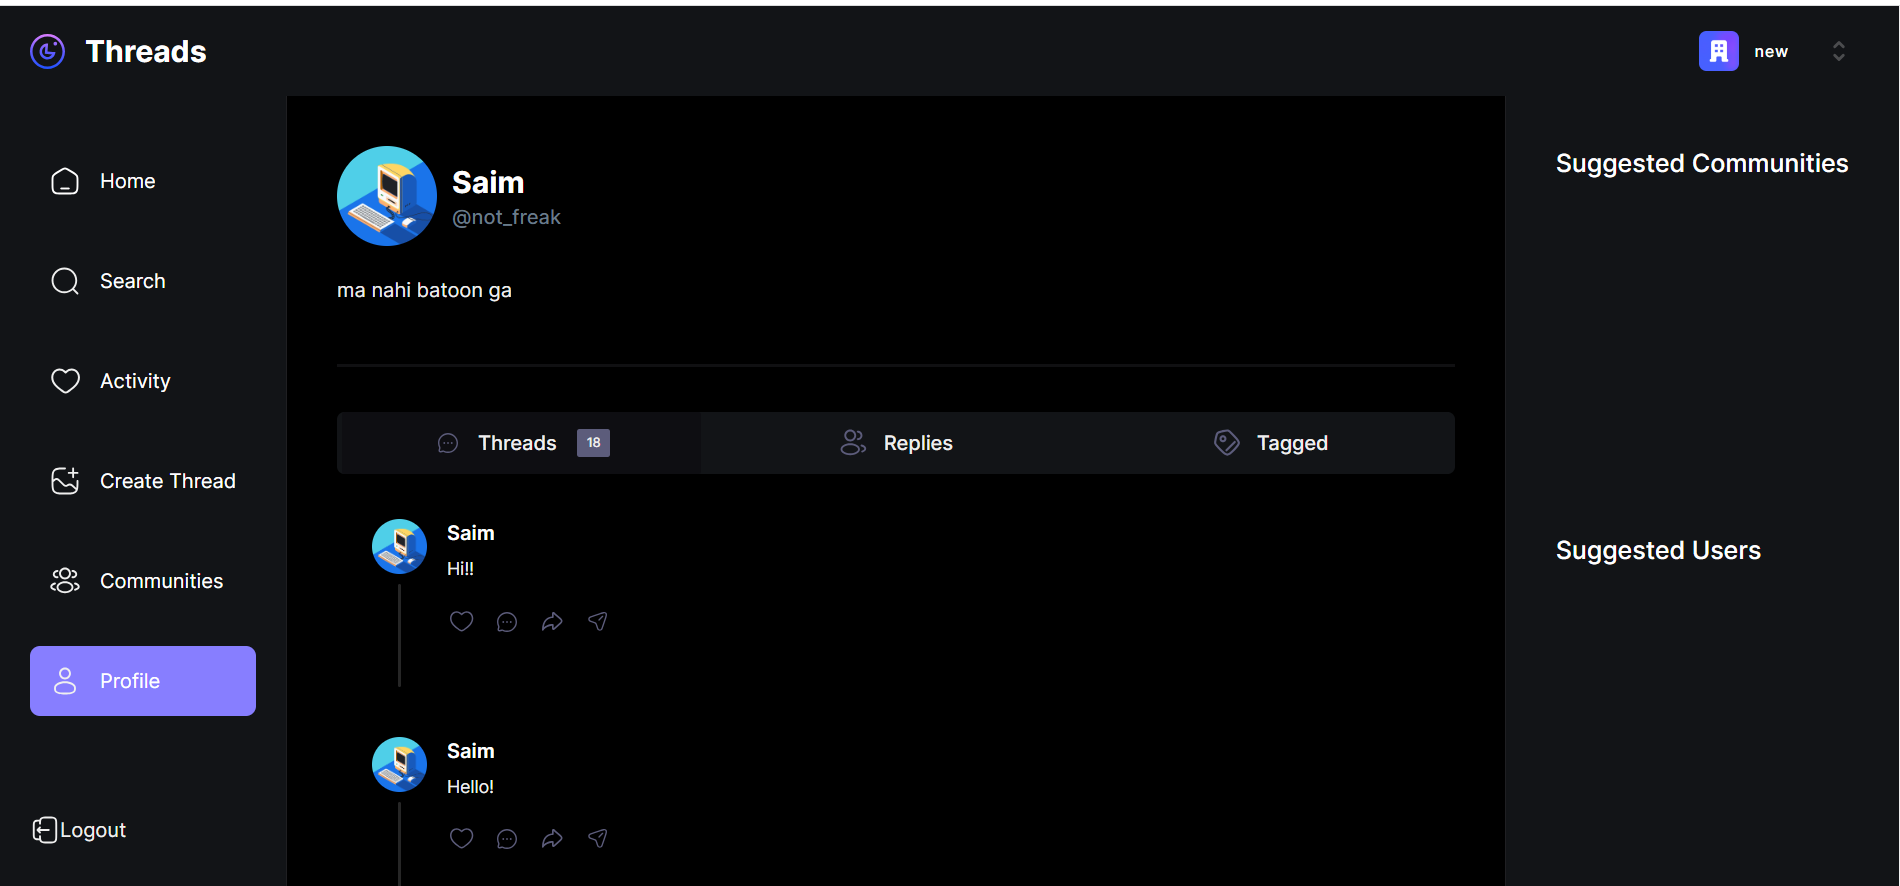 Threads
new
Home
Search
Activity
Create Thread
Communities
Profile
Logout
Saim
@not_freak
ma nahi batoon ga
Threads 18 Replies Tagged
Saim
Hi!!
Saim
Hello!
Suggested Communities
Suggested Users